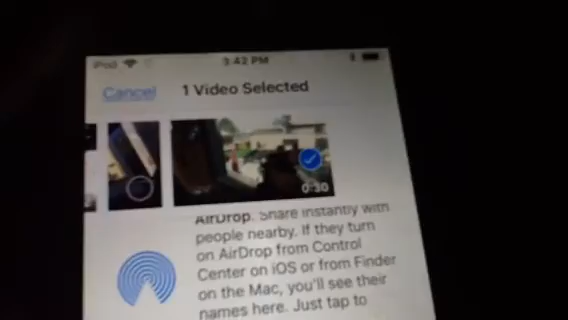 iPod
3:42 PM
Cancel
1 Video Selected
0:30
AirDrop. Share instantly with
people nearby. If they turn
on AirDrop from Control
Center on iOS or from Finder
on the Mac, you'll see their
names here. Just tap to